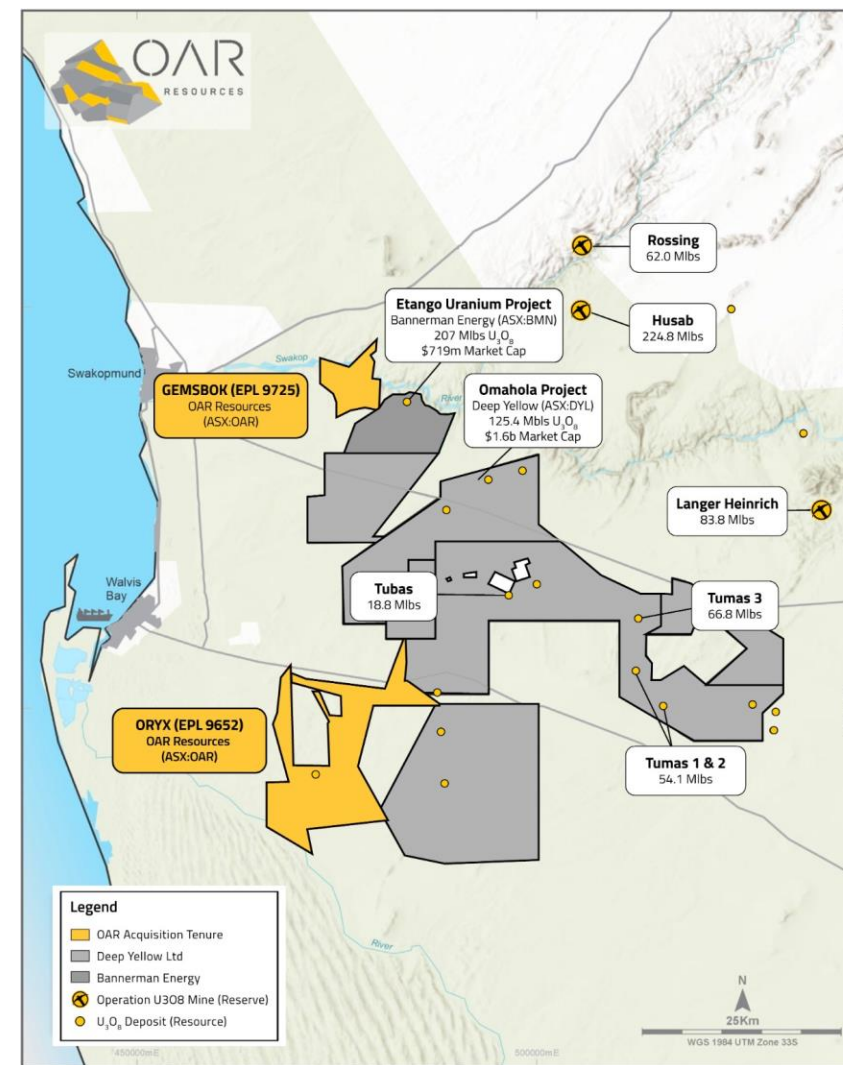 OAR
RESOURCES
Rossing
62.0 Mlbs
Husab
224.8 Mlbs
Etango Uranium Project
Bannerman Energy (ASX:BMN)
207 Mlbs U₃O₈
$719m Market Cap
Swakop
River
Swakopmund
GEMSBOK (EPL 9725)
OAR Resources
(ASX:OAR)
Omahola Project
Deep Yellow (ASX:DYL)
125.4 Mbls U₃O₈
$1.6b Market Cap
Langer Heinrich
83.8 Mlbs
Walvis
Bay
Tubas
18.8 Mlbs
Tumas 3
66.8 Mlbs
ORYX (EPL 9652)
OAR Resources
(ASX:OAR)
Tumas 1 & 2
54.1 Mlbs
Legend
OAR Acquisition Tenure
Deep Yellow Ltd
Bannerman Energy
Operation U3O8 Mine (Reserve)
U₃O₈ Deposit (Resource)
River
N
25Km
WGS 1984 UTM Zone 33S
450000mE
500000mE